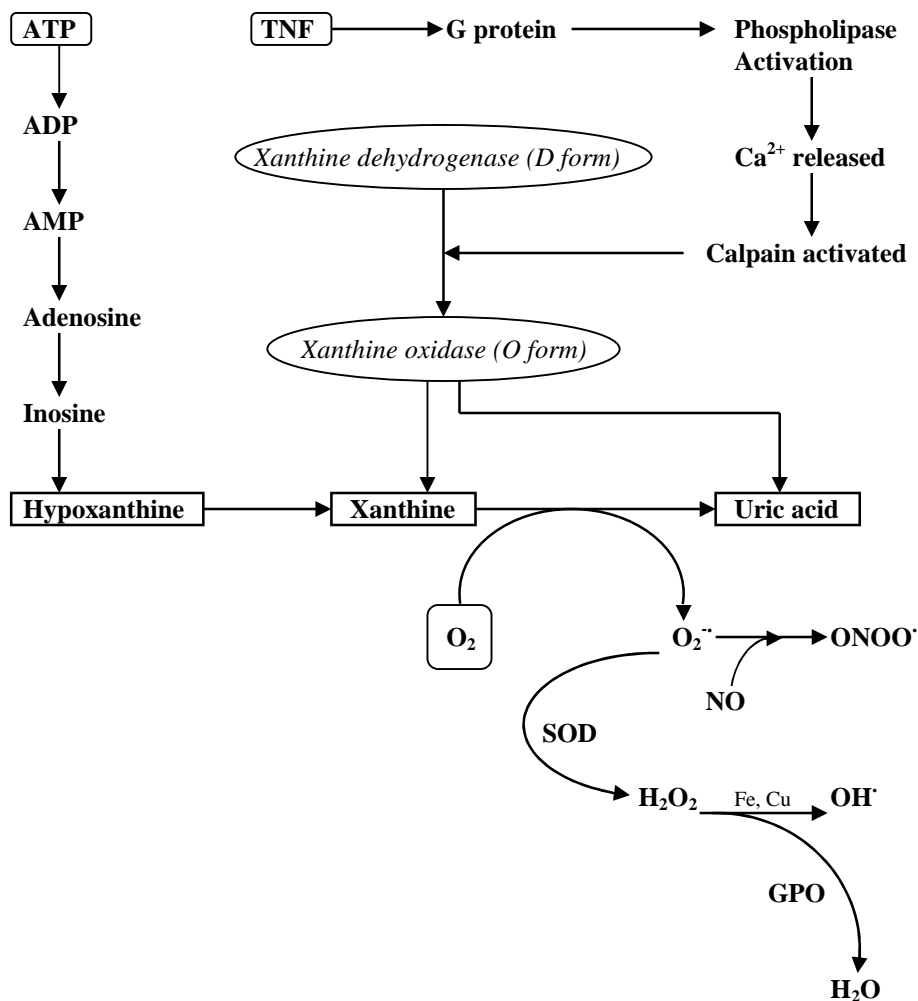 ATP
TNF
G protein
Phospholipase
Activation
ADP
Xanthine dehydrogenase (D form)
Ca²⁺ released
AMP
Calpain activated
Adenosine
Xanthine oxidase (O form)
Inosine
Hypoxanthine
Xanthine
Uric acid
O₂
O₂⁻·
ONOO·
NO
SOD
H₂O₂
Fe, Cu
OH·
GPO
H₂O